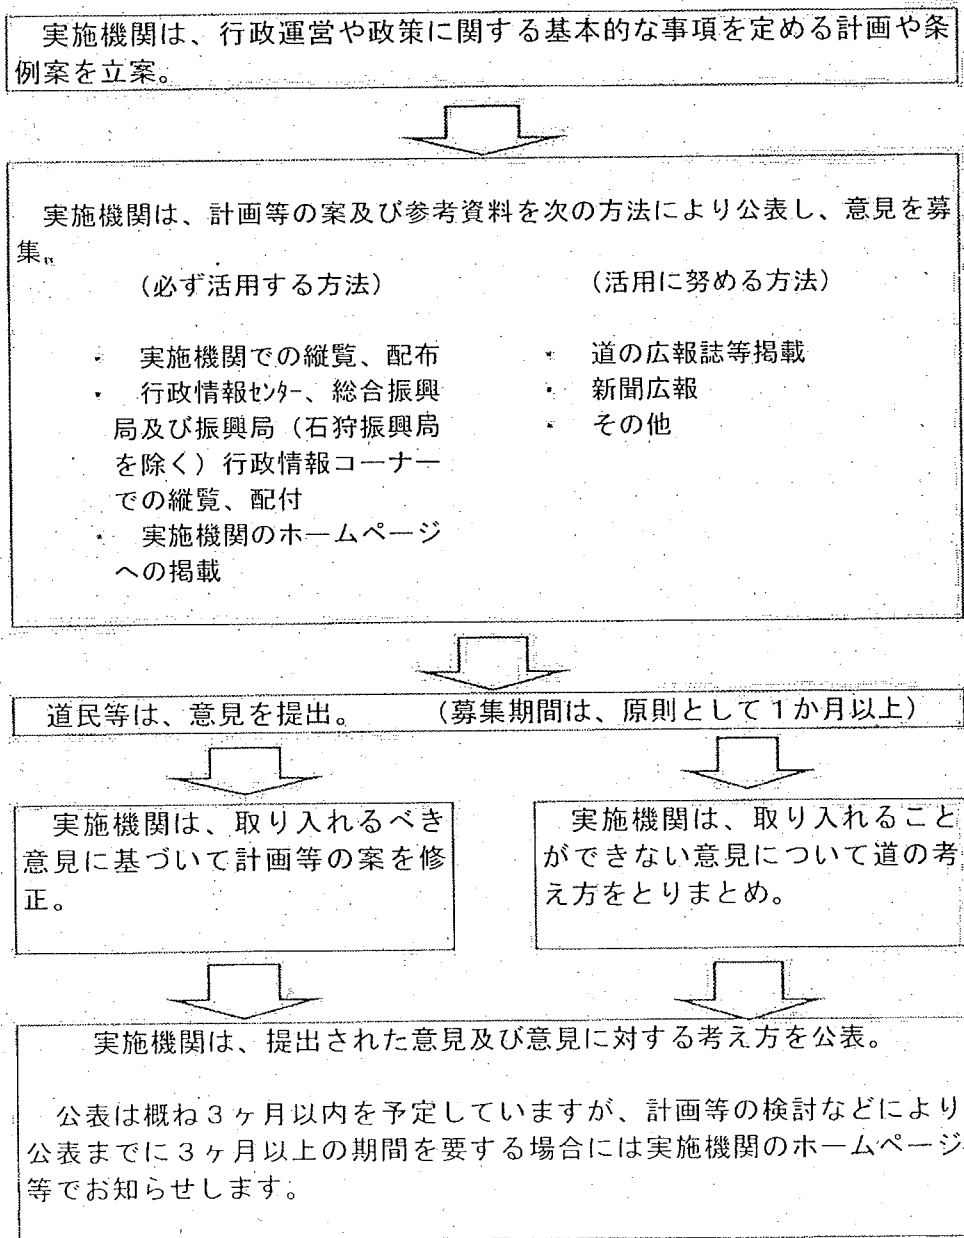 実施機関は、行政運営や政策に関する基本的な事項を定める計画や条
例案を立案。
実施機関は、計画等の案及び参考資料を次の方法により公表し、意見を募
集。
（必ず活用する方法）
・ 実施機関での縦覧、配布
・ 行政情報ｾﾝﾀｰ、総合振興
局及び振興局（石狩振興局
を除く）行政情報コーナー
での縦覧、配付
・ 実施機関のホームページ
への掲載
（活用に努める方法）
・ 道の広報誌等掲載
・ 新聞広報
・ その他
道民等は、意見を提出。 （募集期間は、原則として１か月以上）
実施機関は、取り入れるべき
意見に基づいて計画等の案を修
正。
実施機関は、取り入れること
ができない意見について道の考
え方をとりまとめ。
実施機関は、提出された意見及び意見に対する考え方を公表。
公表は概ね３ヶ月以内を予定していますが、計画等の検討などにより
公表までに３ヶ月以上の期間を要する場合には実施機関のホームページ
等でお知らせします。